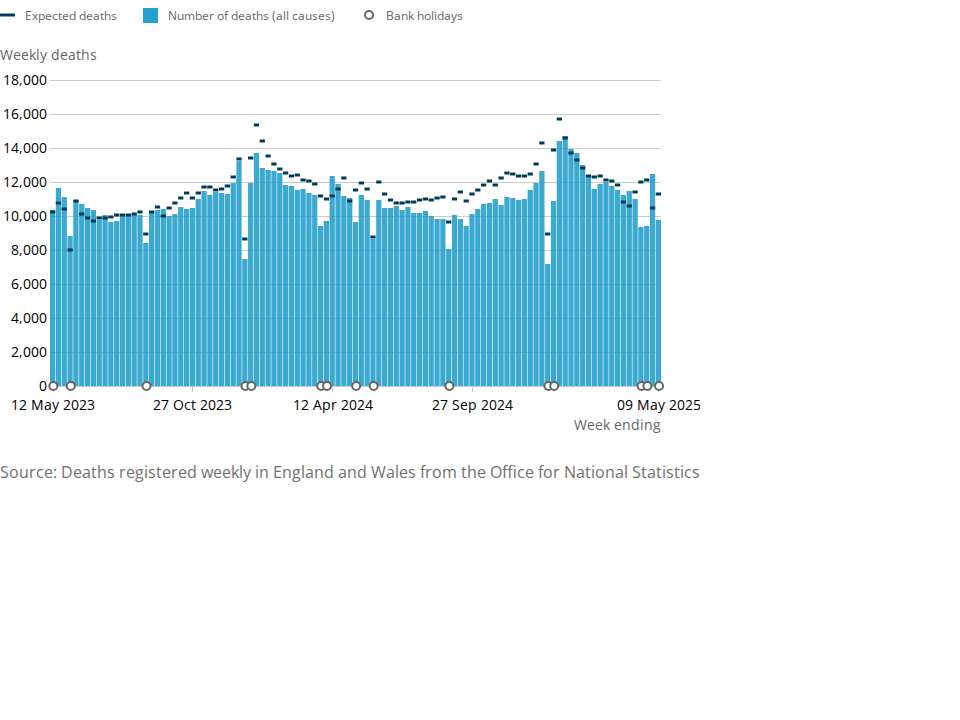 Expected deaths Number of deaths (all causes) Bank holidays
Weekly deaths
18,000
16,000
14,000
12,000
10,000
8,000
6,000
4,000
2,000
0
12 May 2023 27 Oct 2023 12 Apr 2024 27 Sep 2024 09 May 2025
Week ending
Source: Deaths registered weekly in England and Wales from the Office for National Statistics